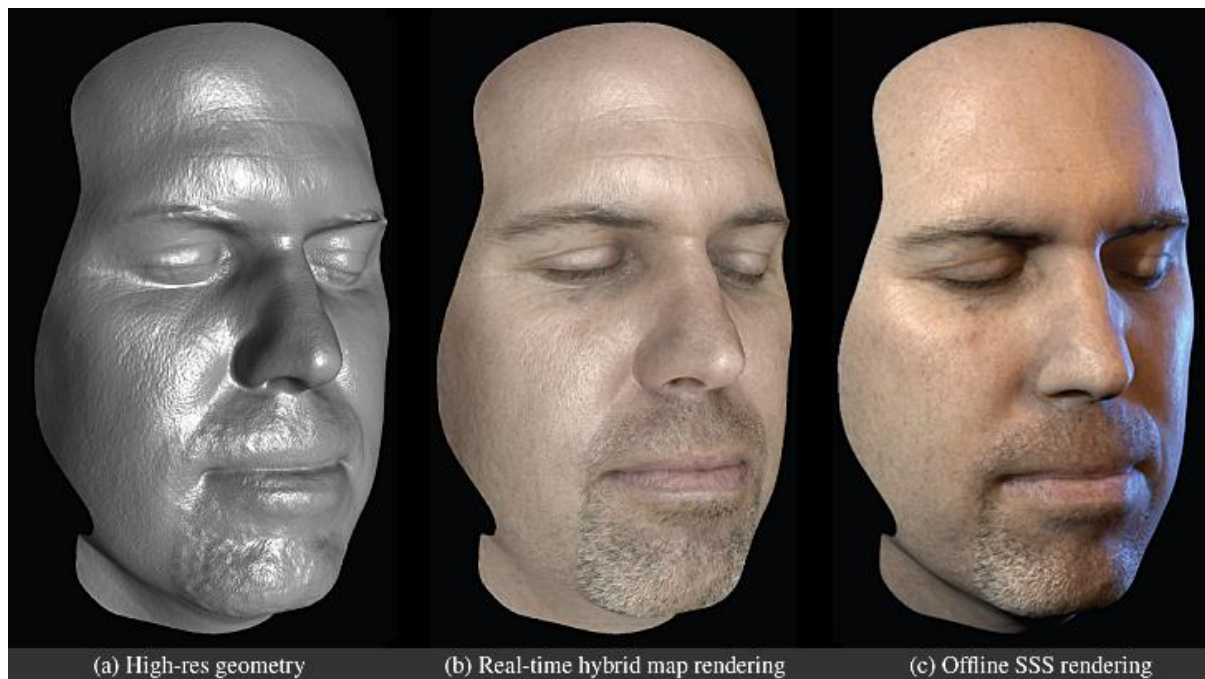 (a) High-res geometry
(b) Real-time hybrid map rendering
(c) Offline SSS rendering